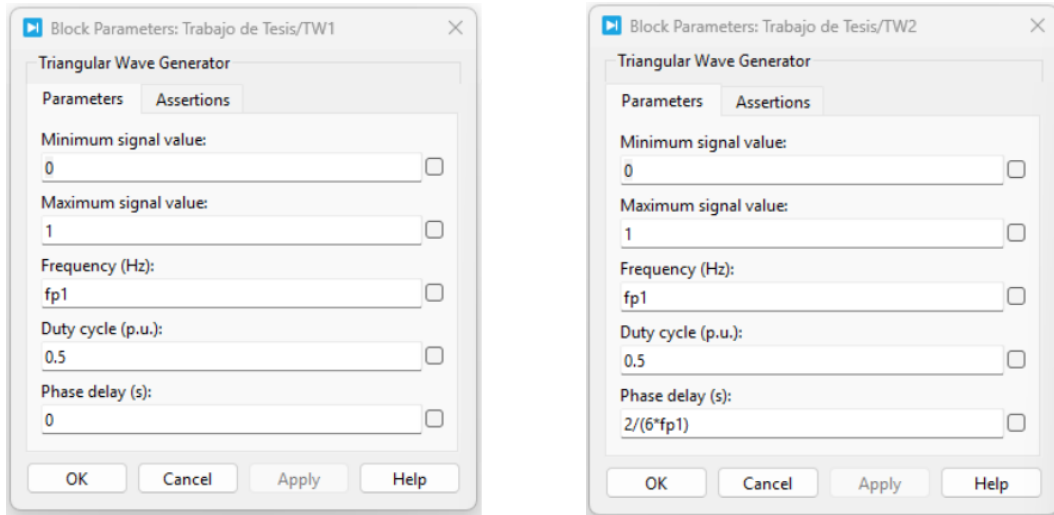 Block Parameters: Trabajo de Tesis/TW1
Triangular Wave Generator
Parameters Assertions
Minimum signal value:
0
Maximum signal value:
1
Frequency (Hz):
fp1
Duty cycle (p.u.):
0.5
Phase delay (s):
0
OK Cancel Apply Help
Block Parameters: Trabajo de Tesis/TW2
Triangular Wave Generator
Parameters Assertions
Minimum signal value:
0
Maximum signal value:
1
Frequency (Hz):
fp1
Duty cycle (p.u.):
0.5
Phase delay (s):
2/(6*fp1)
OK Cancel Apply Help